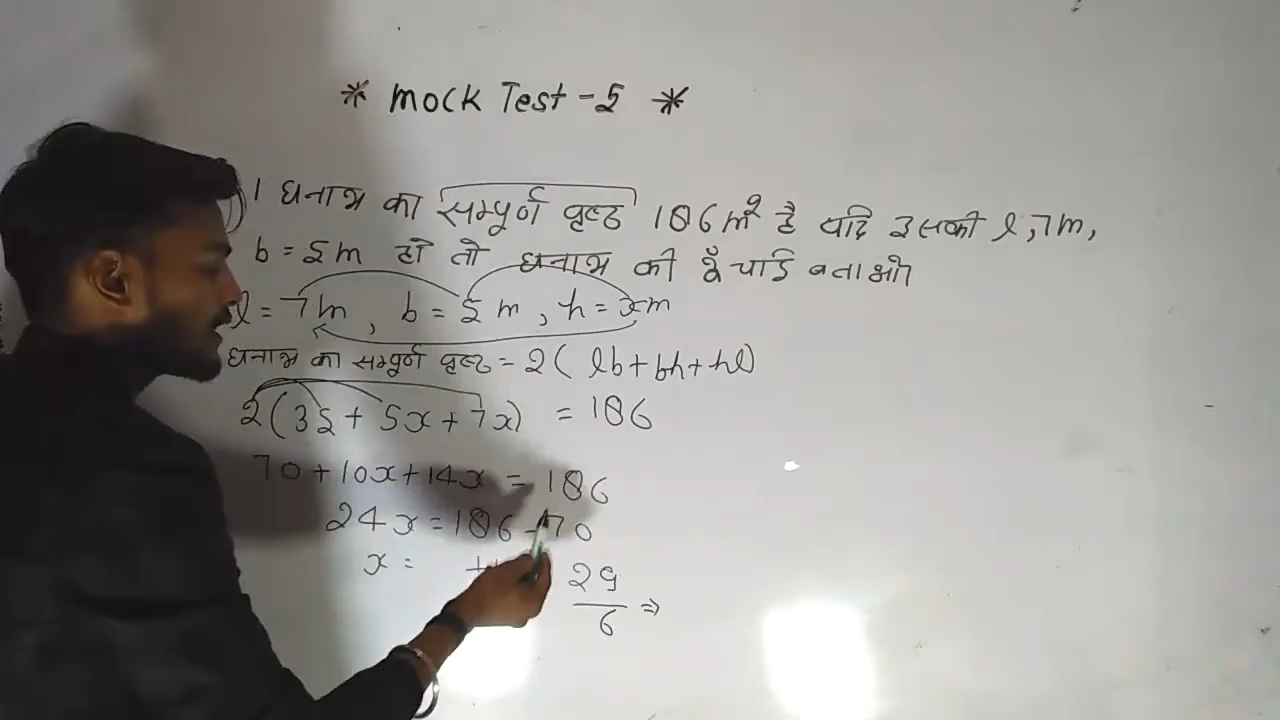 * Mock Test - 5 *
1 घनाभ का सम्पूर्ण पृष्ठ 186 m² है यदि इसकी l, 7m,
b = 5m हो तो घनाभ की ऊँचाई बताओ
l = 7m, b = 5m, h = xm
घनाभ का सम्पूर्ण पृष्ठ = 2(lb+bh+hl)
2(35+5x+7x) = 186
70+10x+14x = 186
24x = 186-70
x =
29/6 ⇒